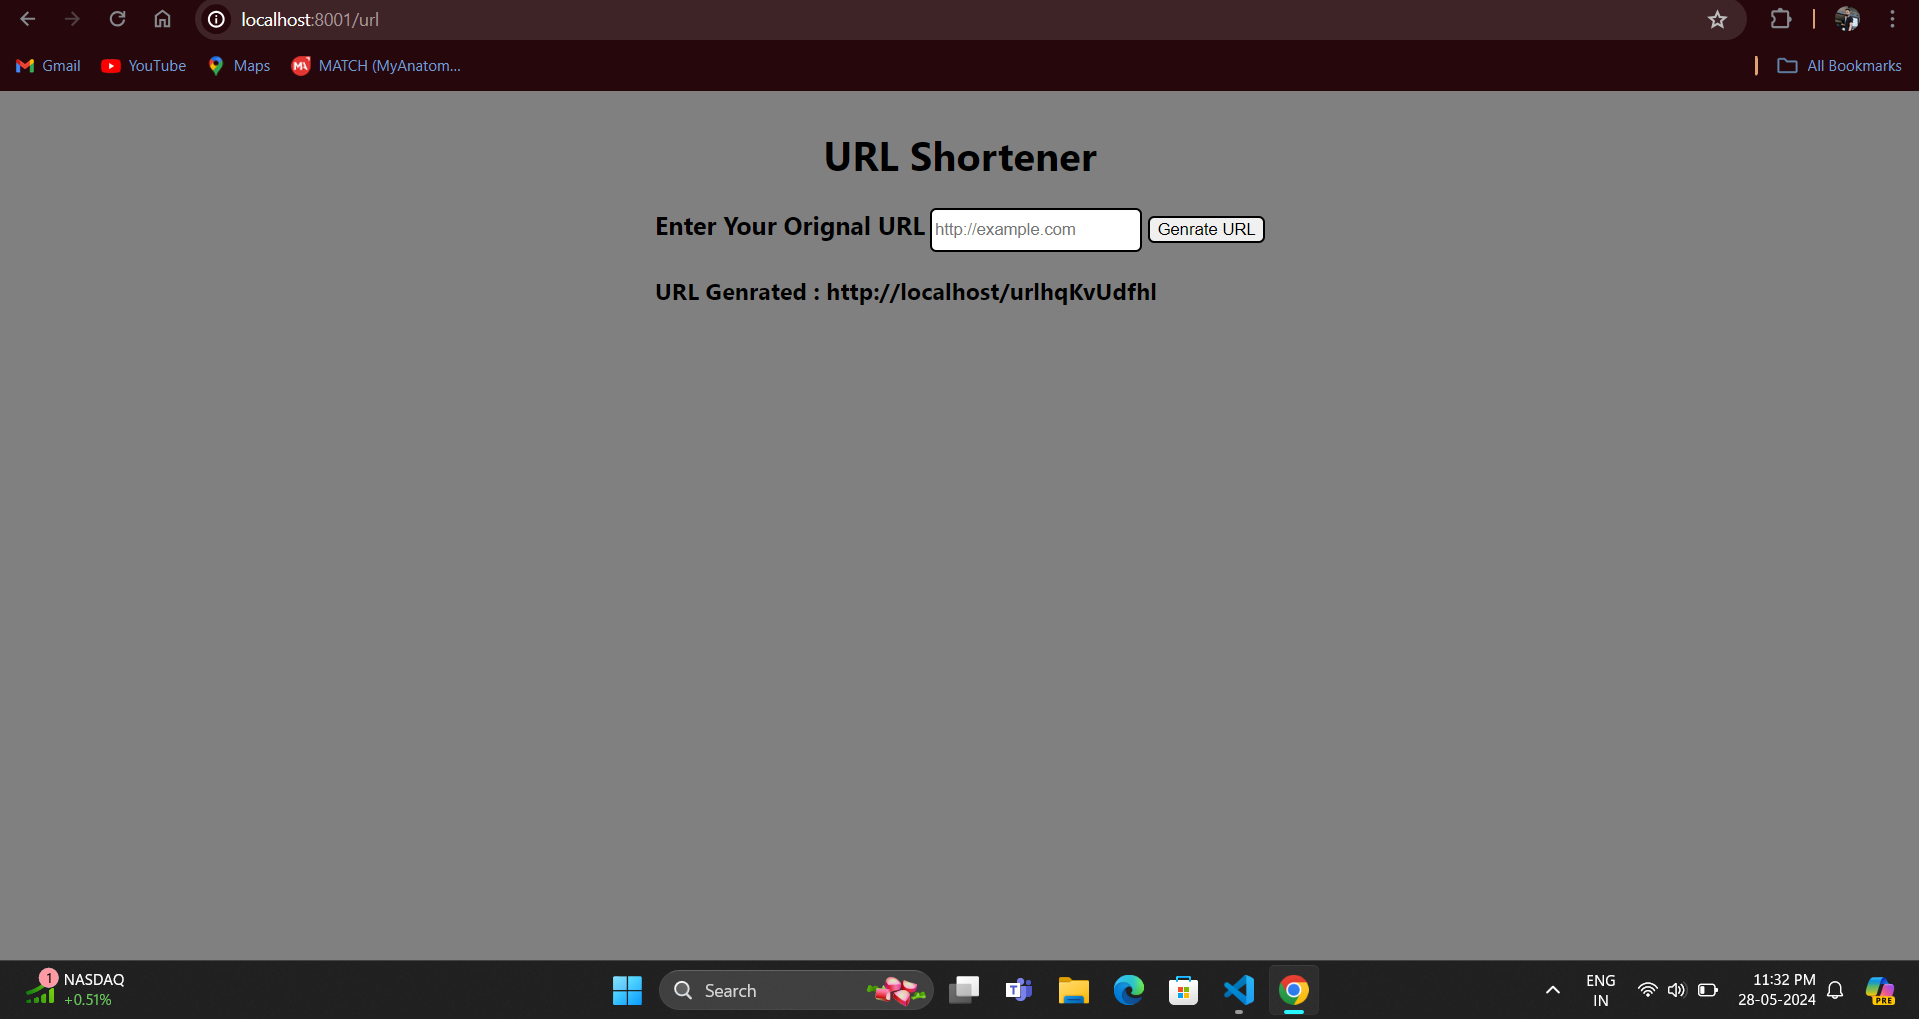 localhost:8001/url
Gmail YouTube Maps MATCH (MyAnatom... All Bookmarks
URL Shortener
Enter Your Orignal URL http://example.com Genrate URL
URL Genrated : http://localhost/urlhqKvUdfhl
1 NASDAQ
+0.51%
Search
ENG
IN
11:32 PM
28-05-2024
PRE